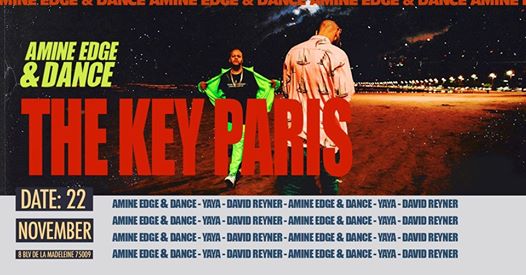 AMINE EDGE & DANCE AMINE EDGE & DANCE AMINE EDGE & DANCE AMINE EDGE & DANCE
AMINE EDGE
& DANCE
THE KEY PARIS
DATE: 22
NOVEMBER
8 BLV DE LA MADELEINE 75009
AMINE EDGE & DANCE - YAYA - DAVID REYNER - AMINE EDGE & DANCE - YAYA - DAVID REYNER
AMINE EDGE & DANCE - YAYA - DAVID REYNER - AMINE EDGE & DANCE - YAYA - DAVID REYNER
AMINE EDGE & DANCE - YAYA - DAVID REYNER - AMINE EDGE & DANCE - YAYA - DAVID REYNER
AMINE EDGE & DANCE - YAYA - DAVID REYNER - AMINE EDGE & DANCE - YAYA - DAVID REYNER